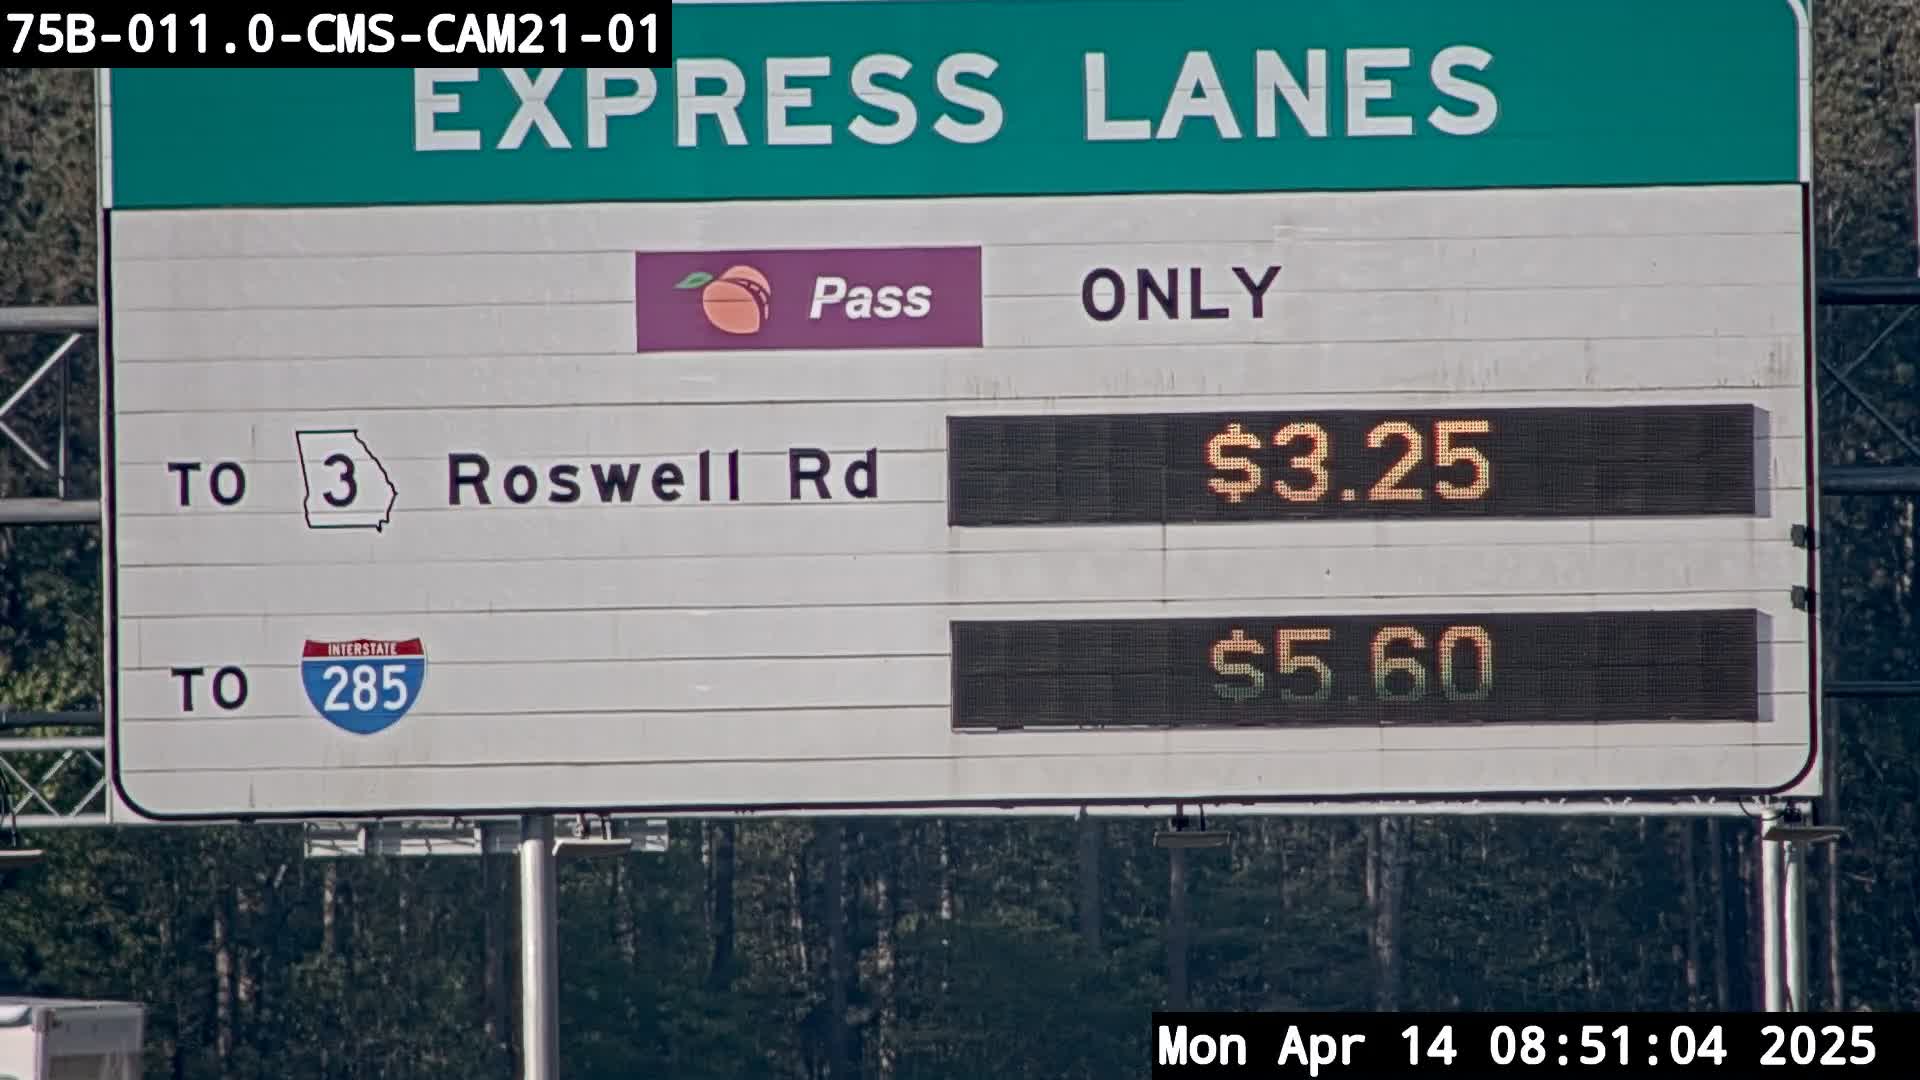 75B-011.0-CMS-CAM21-01
EXPRESS LANES
Pass ONLY
TO 3 Roswell Rd $3.25
TO INTERSTATE 285 $5.60
Mon Apr 14 08:51:04 2025